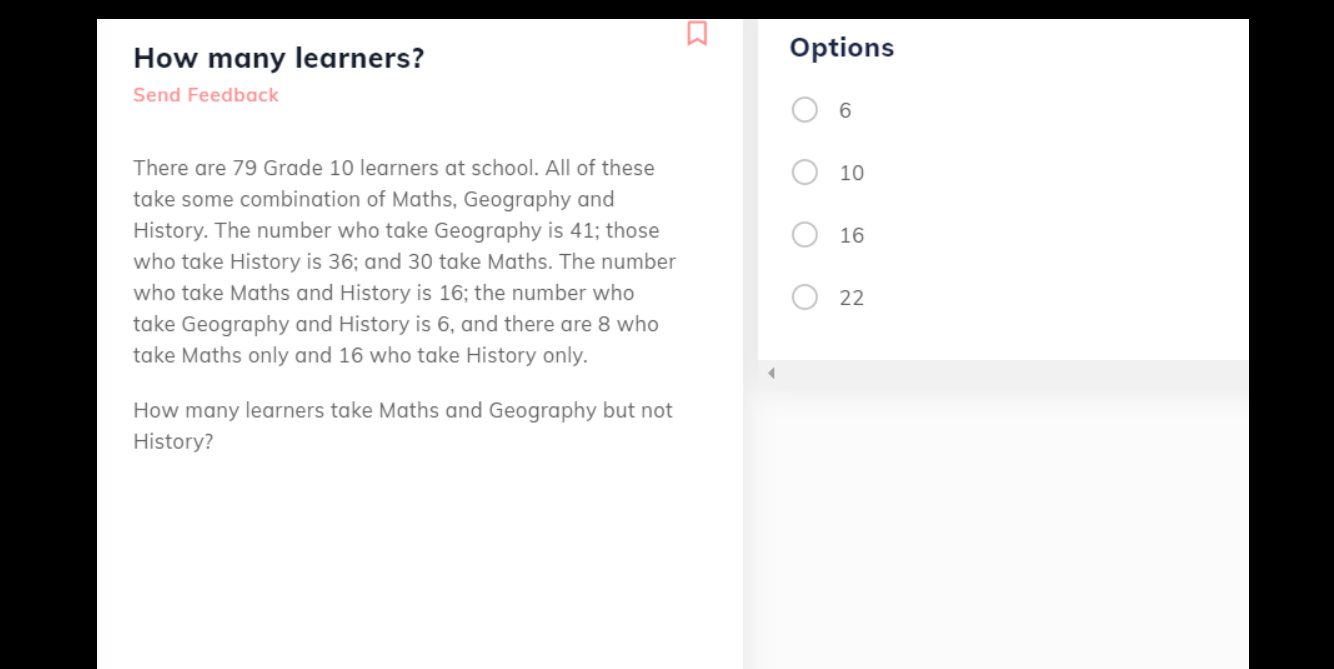 How many learners?
Send Feedback
There are 79 Grade 10 learners at school. All of these
take some combination of Maths, Geography and
History. The number who take Geography is 41; those
who take History is 36; and 30 take Maths. The number
who take Maths and History is 16; the number who
take Geography and History is 6, and there are 8 who
take Maths only and 16 who take History only.
How many learners take Maths and Geography but not
History?
Options
6
10
16
22